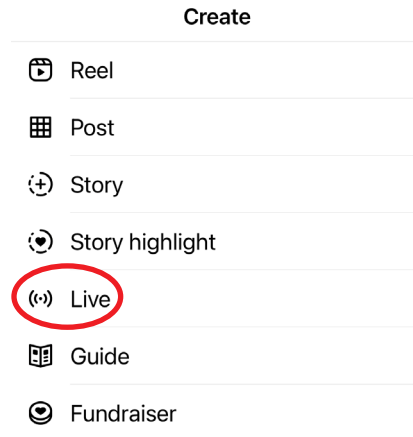 Create
Reel
Post
Story
Story highlight
Live
Guide
Fundraiser